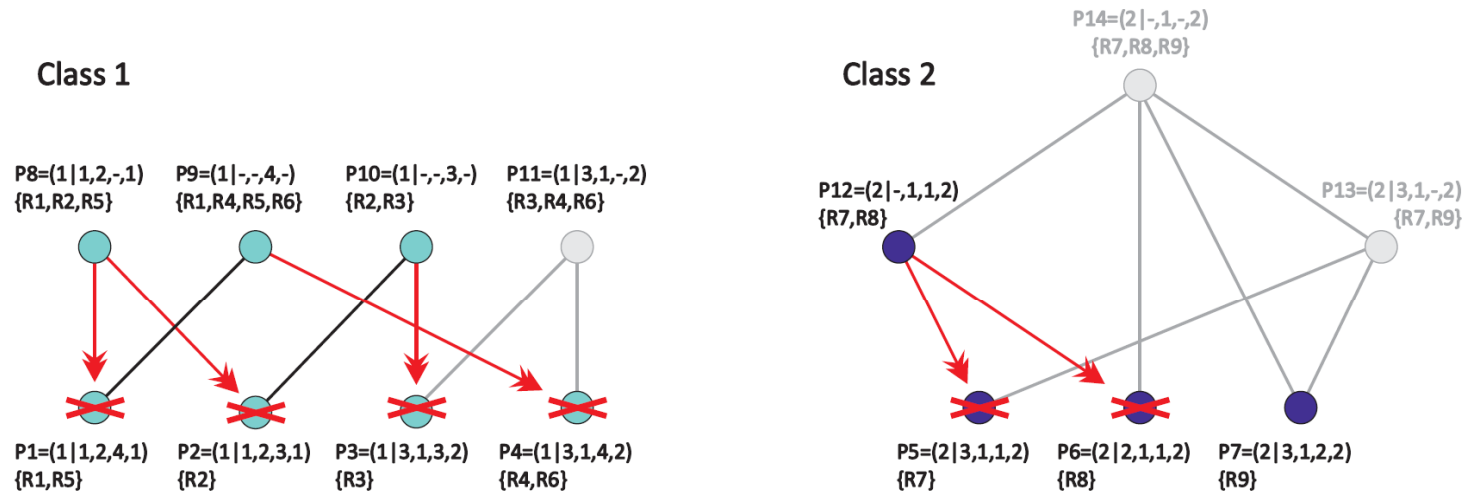 Class 1
P8=(1|1,2,-,1)
{R1,R2,R5}
P9=(1|-,-,4,-)
{R1,R4,R5,R6}
P10=(1|-,-,3,-)
{R2,R3}
P11=(1|3,1,-,2)
{R3,R4,R6}
P1=(1|1,2,4,1)
{R1,R5}
P2=(1|1,2,3,1)
{R2}
P3=(1|3,1,3,2)
{R3}
P4=(1|3,1,4,2)
{R4,R6}
Class 2
P14=(2|-,1,-,2)
{R7,R8,R9}
P12=(2|-,1,1,2)
{R7,R8}
P13=(2|3,1,-,2)
{R7,R9}
P5=(2|3,1,1,2)
{R7}
P6=(2|2,1,1,2)
{R8}
P7=(2|3,1,2,2)
{R9}